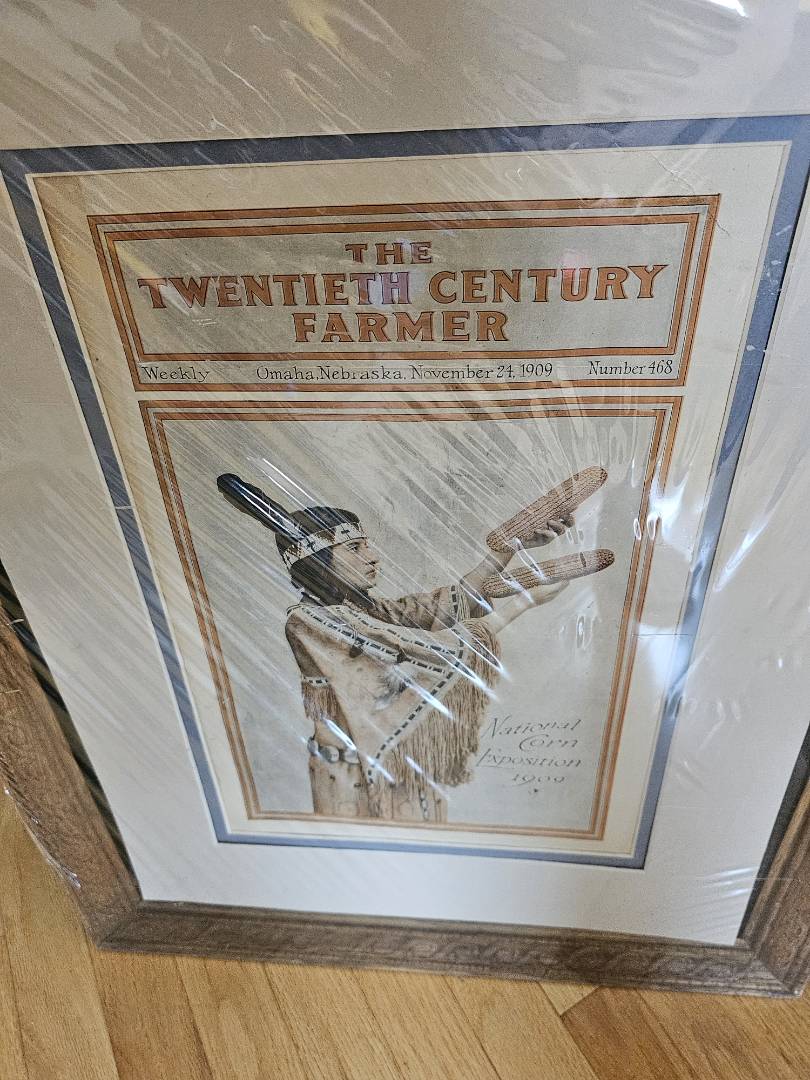 THE
TWENTIETH CENTURY
FARMER
Weekly Omaha, Nebraska, November 24, 1909 Number 468
National
Corn
Exposition
1909